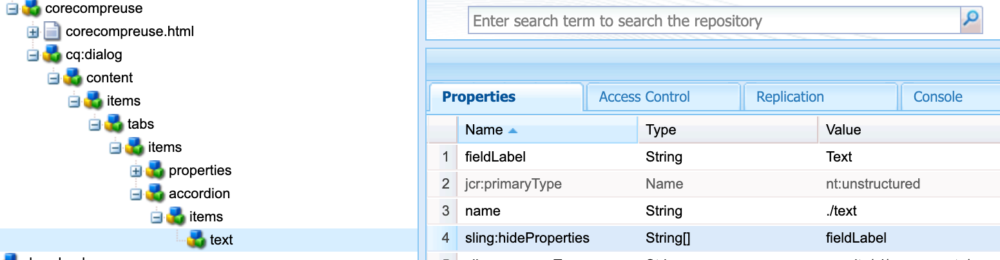 corecompreuse
corecompreuse.html
cq:dialog
content
items
tabs
items
properties
accordion
items
text
Enter search term to search the repository
Properties Access Control Replication Console
Name Type Value
1 fieldLabel String Text
2 jcr:primaryType Name nt:unstructured
3 name String ./text
4 sling:hideProperties String[] fieldLabel